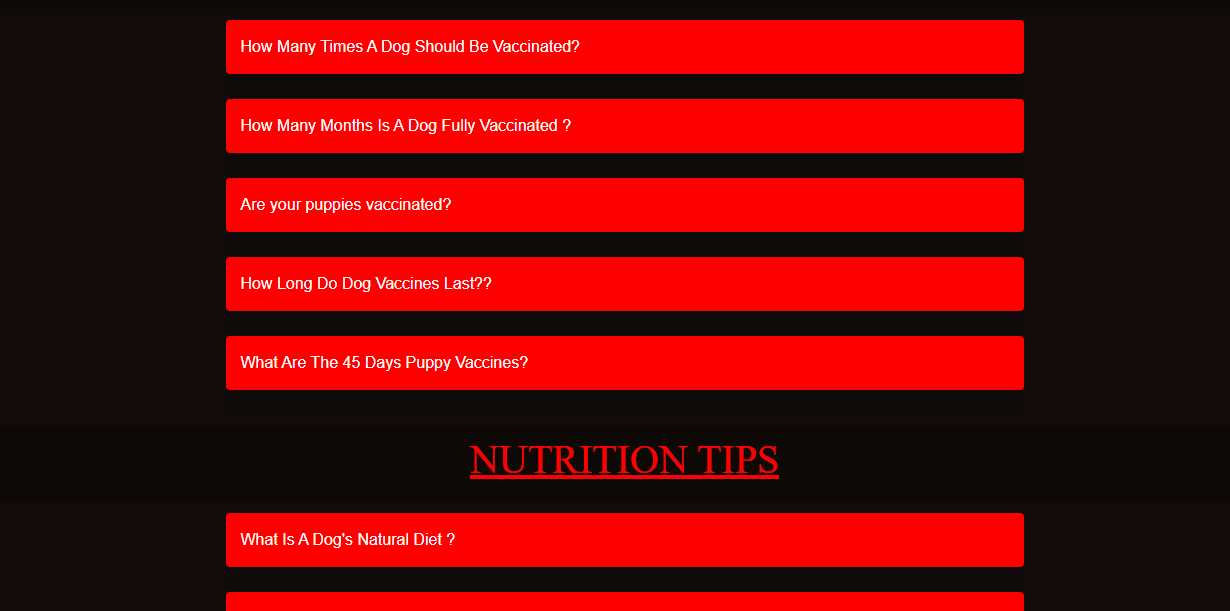 How Many Times A Dog Should Be Vaccinated?
How Many Months Is A Dog Fully Vaccinated ?
Are your puppies vaccinated?
How Long Do Dog Vaccines Last??
What Are The 45 Days Puppy Vaccines?
NUTRITION TIPS
What Is A Dog's Natural Diet ?